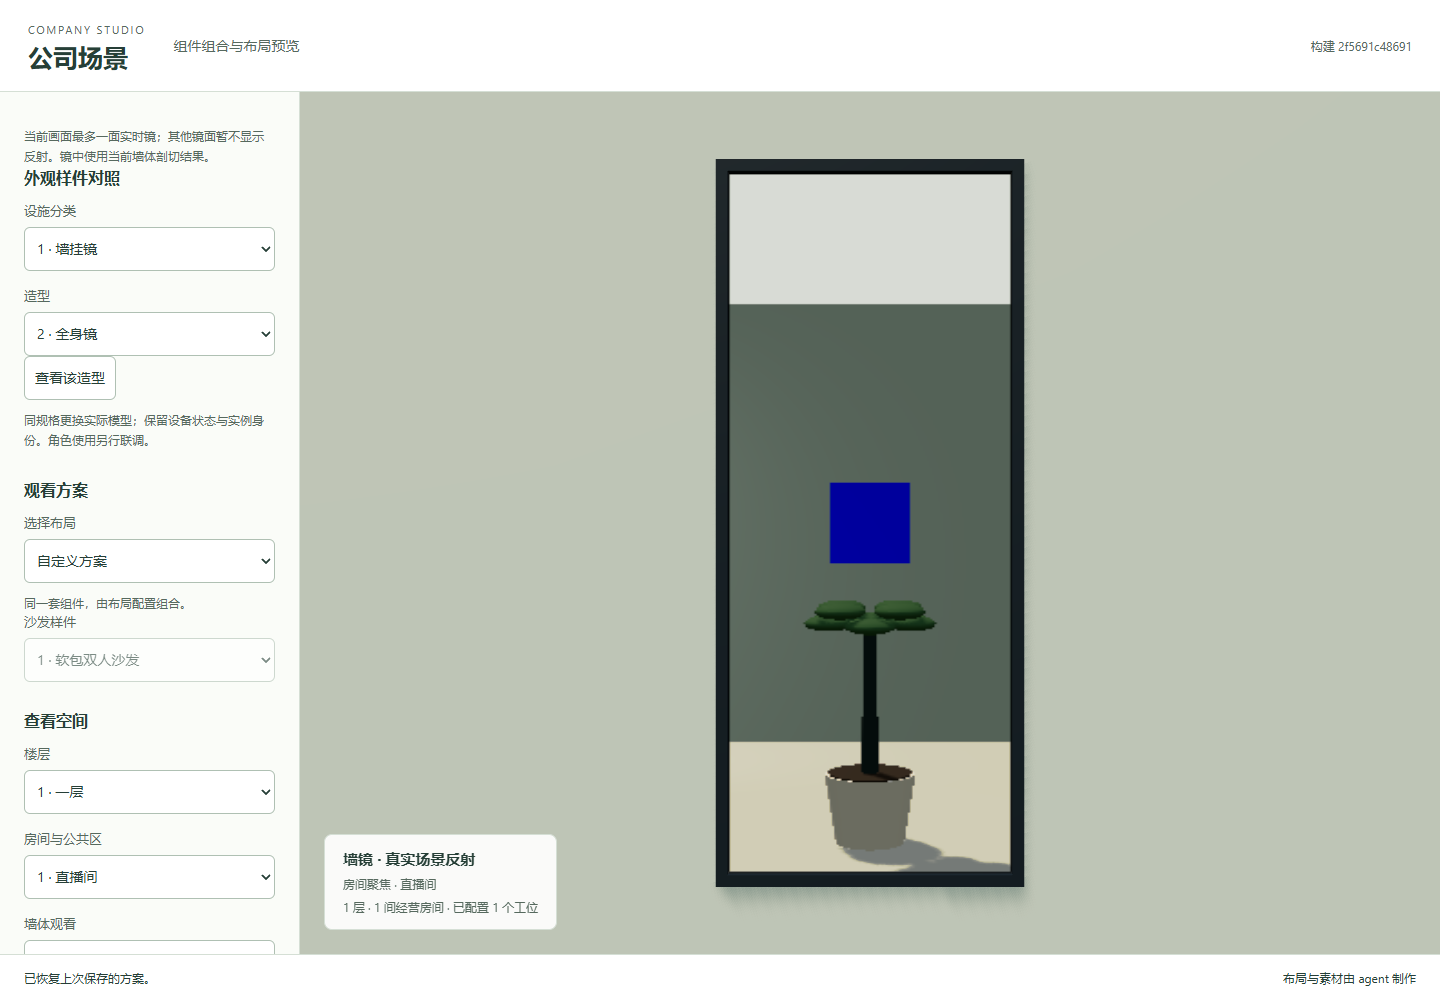 COMPANY STUDIO
公司场景
组件组合与布局预览
构建 2f5691c48691
当前画面最多一面实时镜；其他镜面暂不显示
反射。镜中使用当前墙体剖切结果。
外观样件对照
设施分类
1 · 墙挂镜
造型
2 · 全身镜
查看该造型
同规格更换实际模型；保留设备状态与实例身
份。角色使用另行联调。
观看方案
选择布局
自定义方案
同一套组件，由布局配置组合。
沙发样件
1 · 软包双人沙发
查看空间
楼层
1 · 一层
房间与公共区
1 · 直播间
墙体观看
墙镜 · 真实场景反射
房间聚焦 · 直播间
1 层 · 1 间经营房间 · 已配置 1 个工位
已恢复上次保存的方案。
布局与素材由 agent 制作